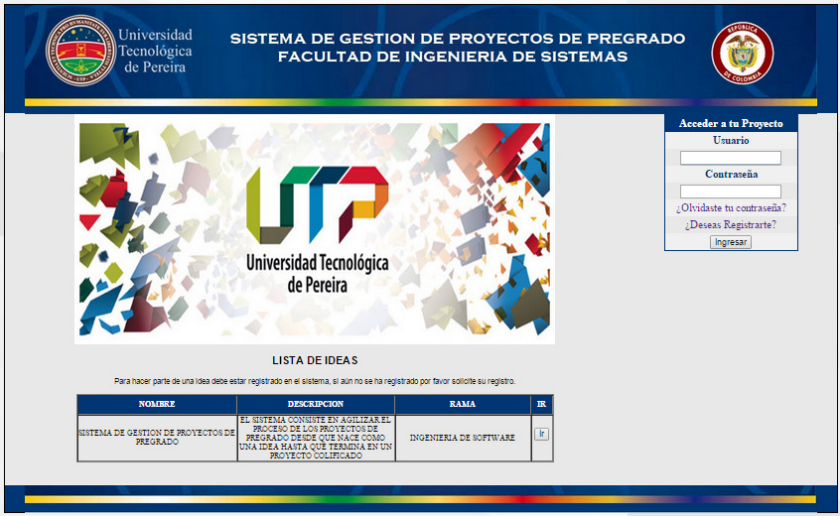 Universidad
Tecnológica
de Pereira
SISTEMA DE GESTION DE PROYECTOS DE PREGRADO
FACULTAD DE INGENIERIA DE SISTEMAS
REPUBLICA
DE COLOMBIA
Acceder a tu Proyecto
Usuario
Contraseña
¿Olvidaste tu contraseña?
¿Deseas Registrarte?
Ingresar
UTP
Universidad Tecnológica
de Pereira
LISTA DE IDEAS
Para hacer parte de una idea debe estar registrado en el sistema, si aún no se ha registrado por favor solicite su registro.
NOMBRE DESCRIPCION RAMA IR
SISTEMA DE GESTION DE PROYECTOS DE
PREGRADO
EL SISTEMA CONSISTE EN AGILIZAR EL
PROCESO DE LOS PROYECTOS DE
PREGRADO DESDE QUE NACE COMO
UNA IDEA HASTA QUE TERMINA EN UN
PROYECTO COLIFICADO
INGENIERIA DE SOFTWARE
Ir